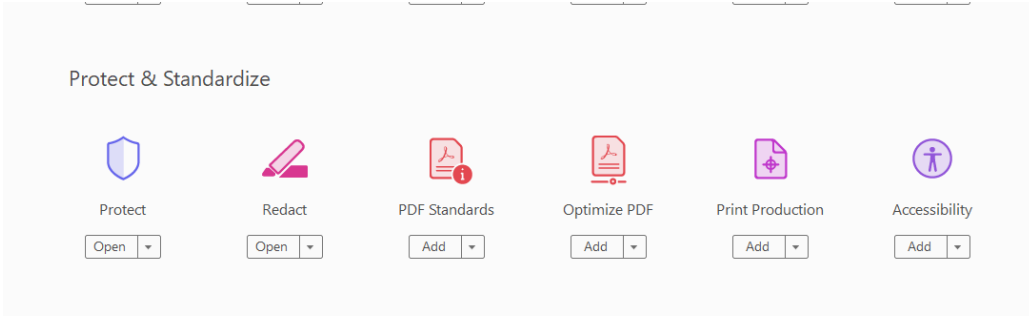 Protect & Standardize
Protect Redact PDF Standards Optimize PDF Print Production Accessibility
Open Open Add Add Add Add